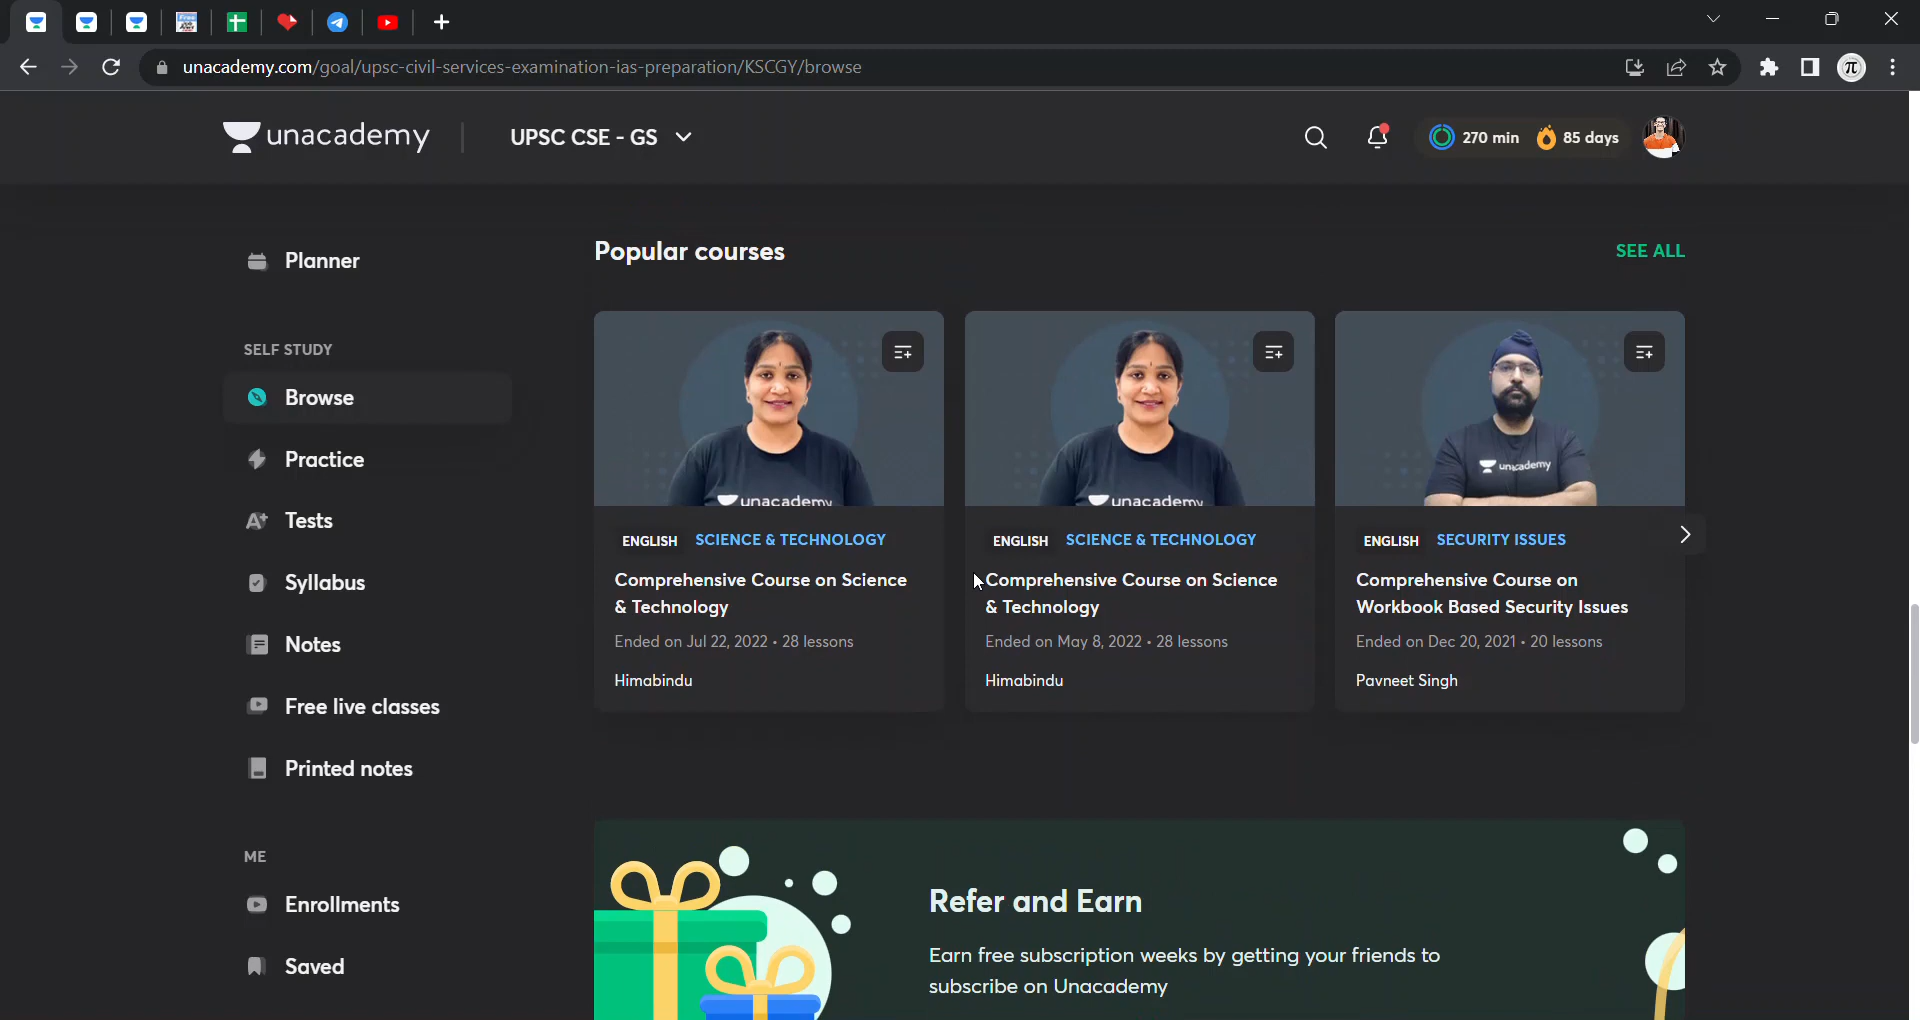 unacademy.com/goal/upsc-civil-services-examination-ias-preparation/KSCGY/browse
π
unacademy
UPSC CSE - GS
270 min
85 days
Planner
SELF STUDY
Browse
Practice
A+ Tests
Syllabus
Notes
Free live classes
Printed notes
ME
Enrollments
Saved
Popular courses
SEE ALL
unacademy
ENGLISH SCIENCE & TECHNOLOGY
Comprehensive Course on Science
& Technology
Ended on Jul 22, 2022 • 28 lessons
Himabindu
unacademy
ENGLISH SCIENCE & TECHNOLOGY
Comprehensive Course on Science
& Technology
Ended on May 8, 2022 • 28 lessons
Himabindu
unacademy
ENGLISH SECURITY ISSUES
Comprehensive Course on
Workbook Based Security Issues
Ended on Dec 20, 2021 • 20 lessons
Pavneet Singh
Refer and Earn
Earn free subscription weeks by getting your friends to
subscribe on Unacademy